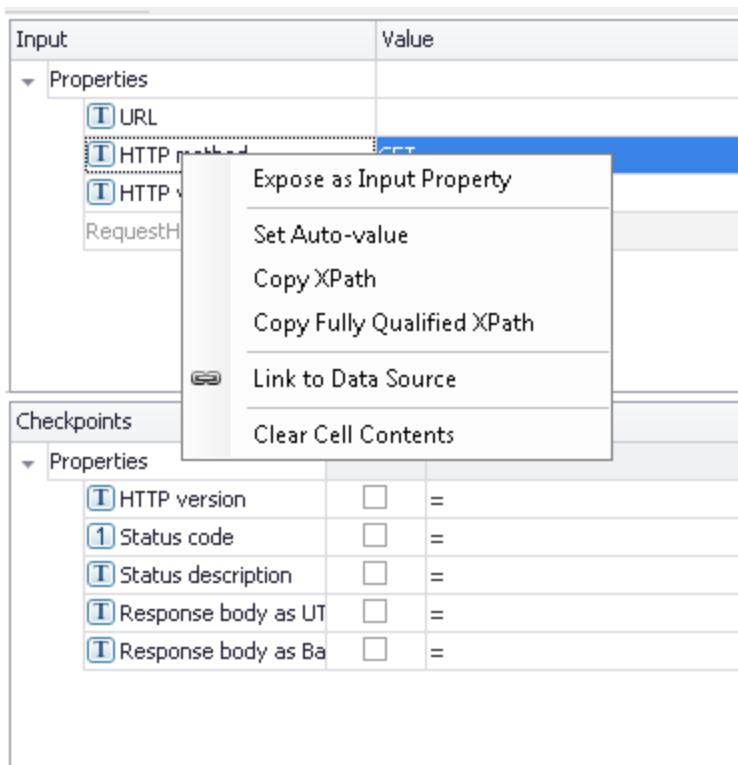 Input Value
Properties
T URL
T HTTP method GET
T HTTP
RequestH
Expose as Input Property
Set Auto-value
Copy XPath
Copy Fully Qualified XPath
Link to Data Source
Clear Cell Contents
Checkpoints
Properties
T HTTP version =
1 Status code =
T Status description =
T Response body as UT =
T Response body as Ba =